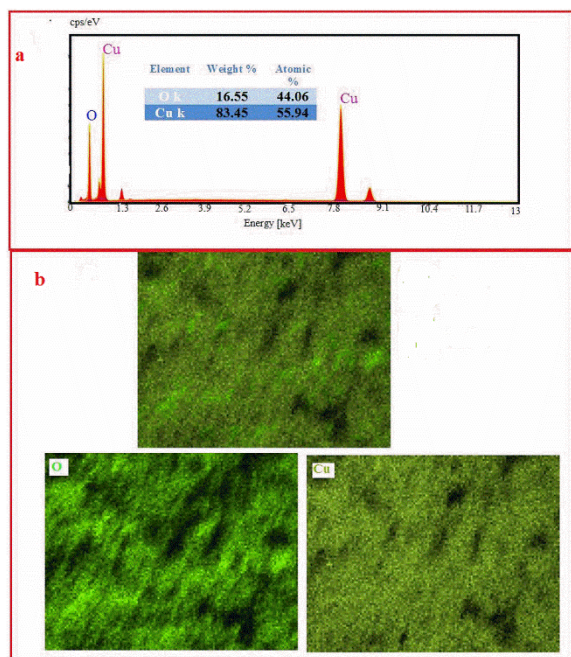 cps/eV
a
Cu
Element Weight % Atomic %
O k 16.55 44.06
Cu k 83.45 55.94
O
Cu
0 1.3 2.6 3.9 5.2 6.5 7.8 9.1 10.4 11.7 13
Energy [keV]
b
O
Cu